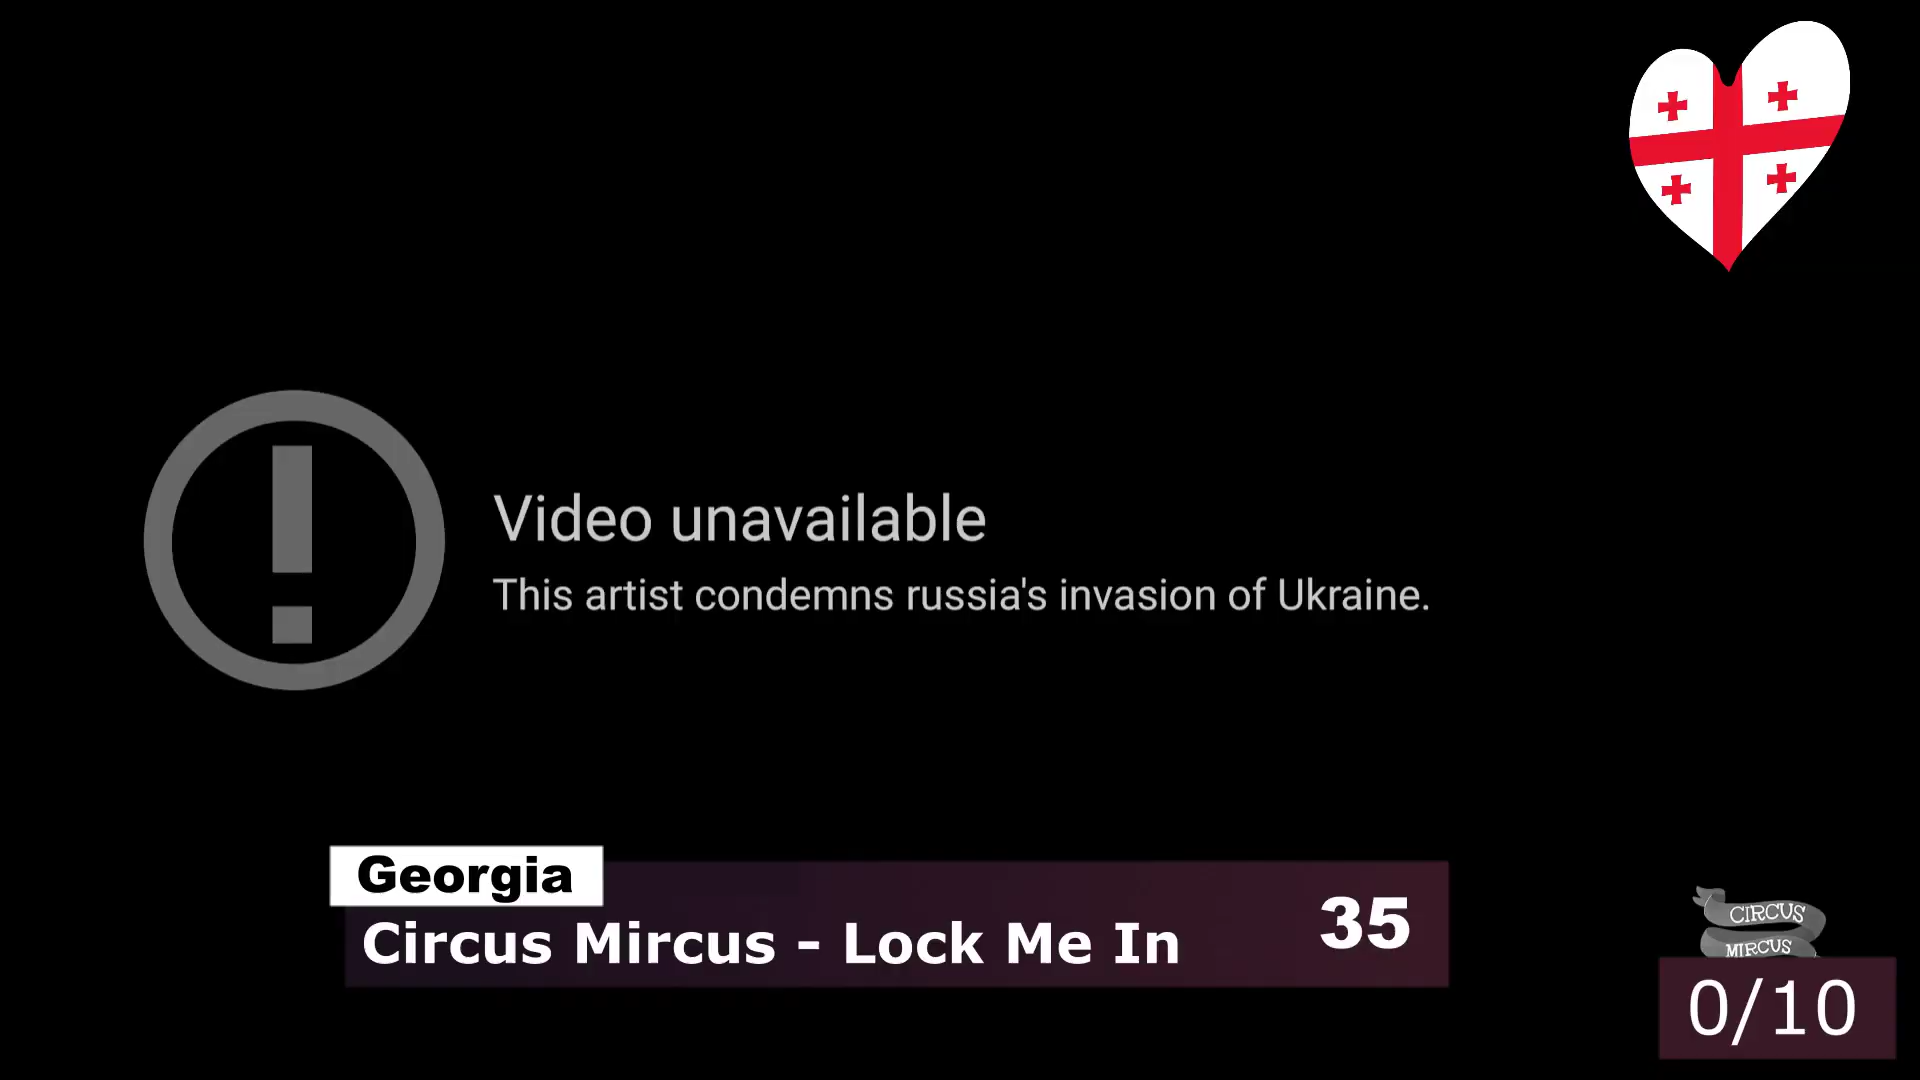 Video unavailable
This artist condemns russia's invasion of Ukraine.
Georgia
Circus Mircus - Lock Me In
35
CIRCUS
MIRCUS
0/10